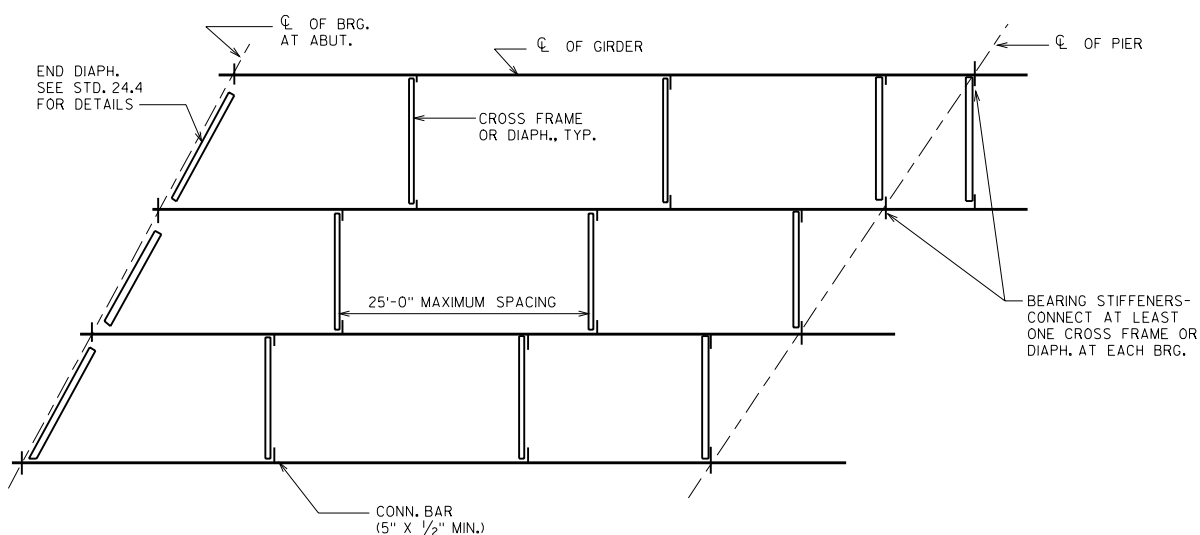 ℄ OF BRG.
AT ABUT.
℄ OF GIRDER
℄ OF PIER
END DIAPH.
SEE STD. 24.4
FOR DETAILS
CROSS FRAME
OR DIAPH., TYP.
25'-0" MAXIMUM SPACING
BEARING STIFFENERS-
CONNECT AT LEAST
ONE CROSS FRAME OR
DIAPH. AT EACH BRG.
CONN. BAR
(5" X 1/2" MIN.)